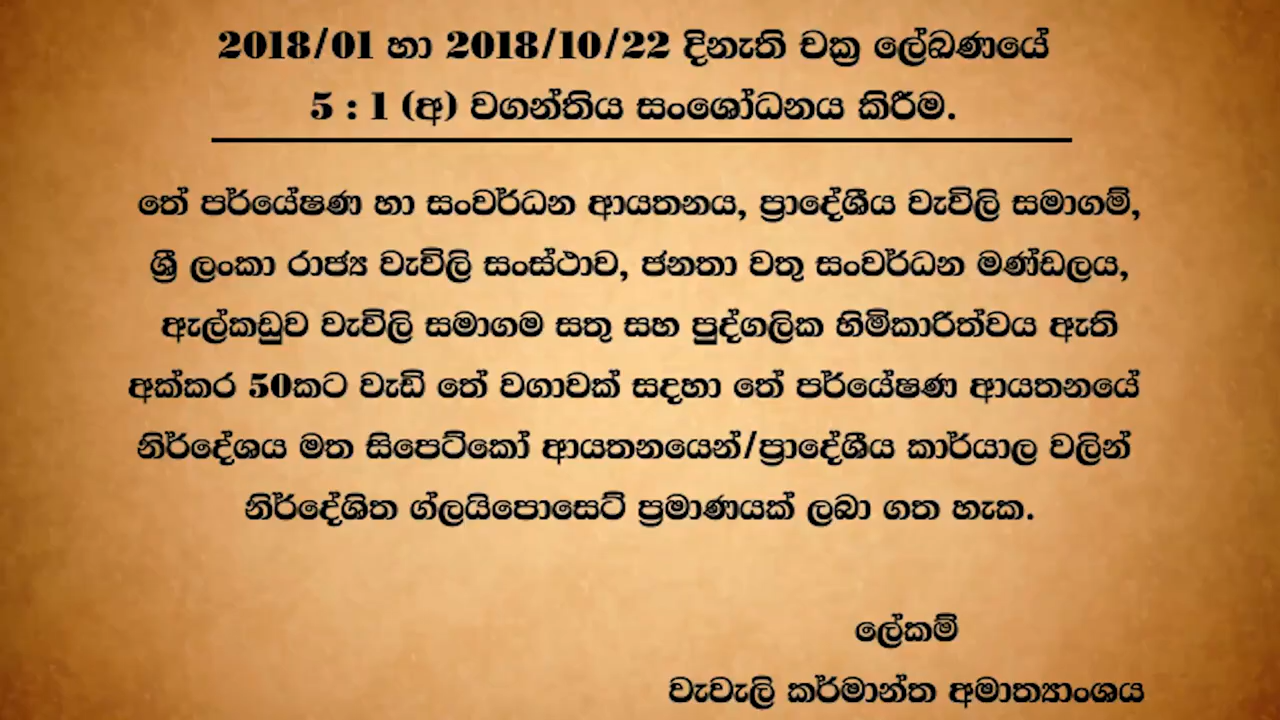 2018/01 හා 2018/10/22 දිනැති චක්‍ර ලේඛණයේ
5 : 1 (අ) වගන්තිය සංශෝධනය කිරීම.
තේ පර්යේෂණ හා සංවර්ධන ආයතනය, ප්‍රාදේශීය වැවිලි සමාගම්,
ශ්‍රී ලංකා රාජ්‍ය වැවිලි සංස්ථාව, ජනතා වතු සංවර්ධන මණ්ඩලය,
ඇල්කඩුව වැවිලි සමාගම සතු සහ පුද්ගලික හිමිකාරිත්වය ඇති
අක්කර 50කට වැඩි තේ වගාවක් සදහා තේ පර්යේෂණ ආයතනයේ
නිර්දේශය මත සිපෙට්කෝ ආයතනයෙන්/ප්‍රාදේශීය කාර්යාල වලින්
නිර්දේශිත ග්ලයිපොසෙට් ප්‍රමාණයක් ලබා ගත හැක.
ලේකම්
වැවැලි කර්මාන්ත අමාත්‍යාංශය